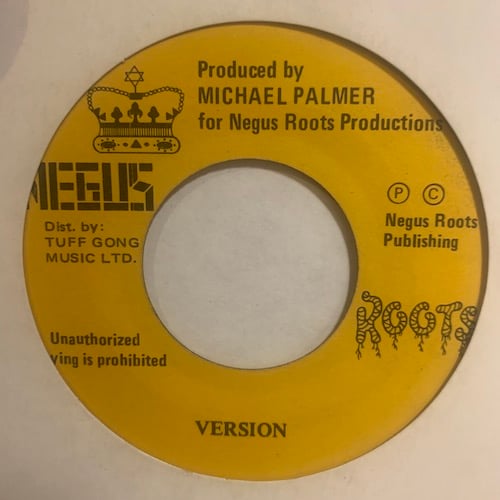 Produced by
MICHAEL PALMER
for Negus Roots Productions
NEGUS
Dist. by:
TUFF GONG
MUSIC LTD.
Ⓟ Ⓒ
Negus Roots
Publishing
ROOTS
Unauthorized
ying is prohibited
VERSION